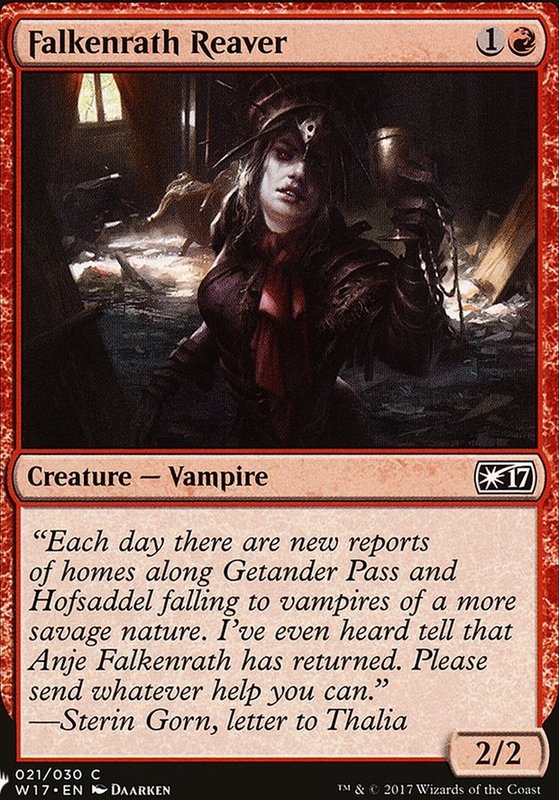 Falkenrath Reaver 1
Creature — Vampire
17
“Each day there are new reports
of homes along Getander Pass and
Hofsaddel falling to vampires of a more
savage nature. I’ve even heard tell that
Anje Falkenrath has returned. Please
send whatever help you can.”
—Sterin Gorn, letter to Thalia
2/2
021/030 C
W17 • EN DAARKEN
™ & © 2017 Wizards of the Coast